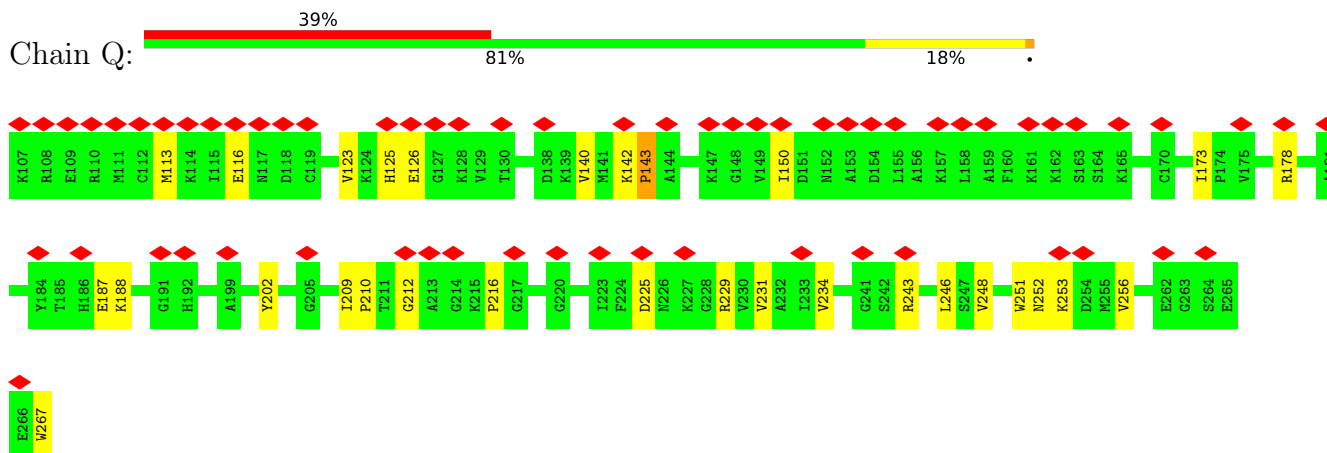 39%
Chain Q:
81% 18% •
K107 R108 E109 R110 M111 C112 M113 K114 I115 E116 N117 D118 C119 V123 K124 H125 E126 G127 K128 V129 T130 D138 K139 V140 M141 K142 P143 A144 K147 G148 V149 I150 D151 N152 A153 D154 L155 A156 K157 L158 A159 F160 K161 K162 S163 S164 K165 C170 I173 P174 V175 R178
Y184 T185 H186 E187 K188 G191 H192 A199 Y202 G205 I209 P210 T211 G212 A213 G214 K215 P216 G217 G220 I223 F224 D225 N226 K227 G228 R229 V230 V231 A232 I233 V234 G241 S242 R243 L246 S247 V248 W251 N252 K253 D254 M255 V256 E262 G263 S264 E265
E266 W267